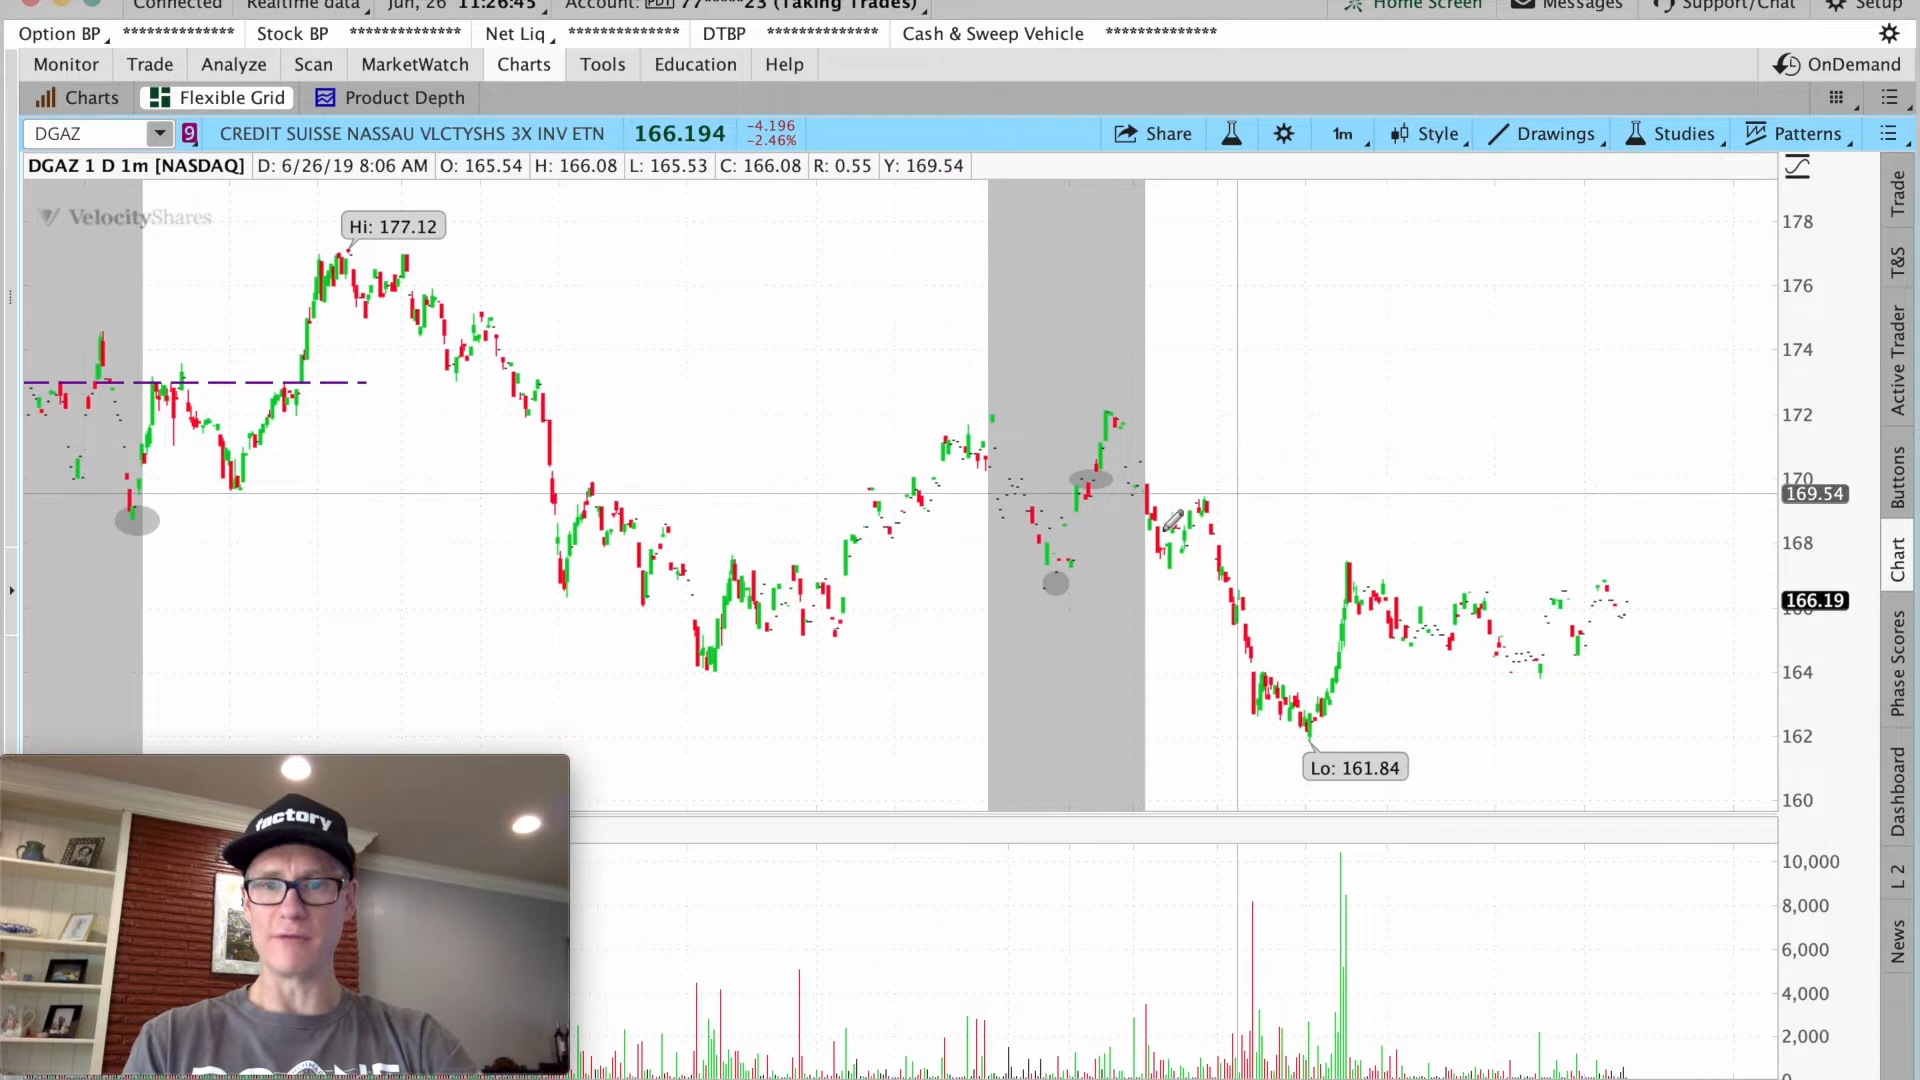 Connected Realtime data Jun, 26 11:26:45 Account: PDT 77*****23 (Taking Trades) Home Screen Messages Support/Chat Setup
Option BP ************** Stock BP ************** Net Liq ************** DTBP ************** Cash & Sweep Vehicle **************
Monitor Trade Analyze Scan MarketWatch Charts Tools Education Help OnDemand
Charts Flexible Grid Product Depth
DGAZ 9 CREDIT SUISSE NASSAU VLCTYSHS 3X INV ETN 166.194 -4.196 -2.46% Share 1m Style Drawings Studies Patterns
DGAZ 1 D 1m [NASDAQ] D: 6/26/19 8:06 AM O: 165.54 H: 166.08 L: 165.53 C: 166.08 R: 0.55 Y: 169.54
VelocityShares
Hi: 177.12
Lo: 161.84
178
176
174
172
170
169.54
168
166.19
164
162
160
10,000
8,000
6,000
4,000
2,000
0
Trade
T&S
Active Trader
Buttons
Chart
Phase Scores
Dashboard
L 2
News
factory